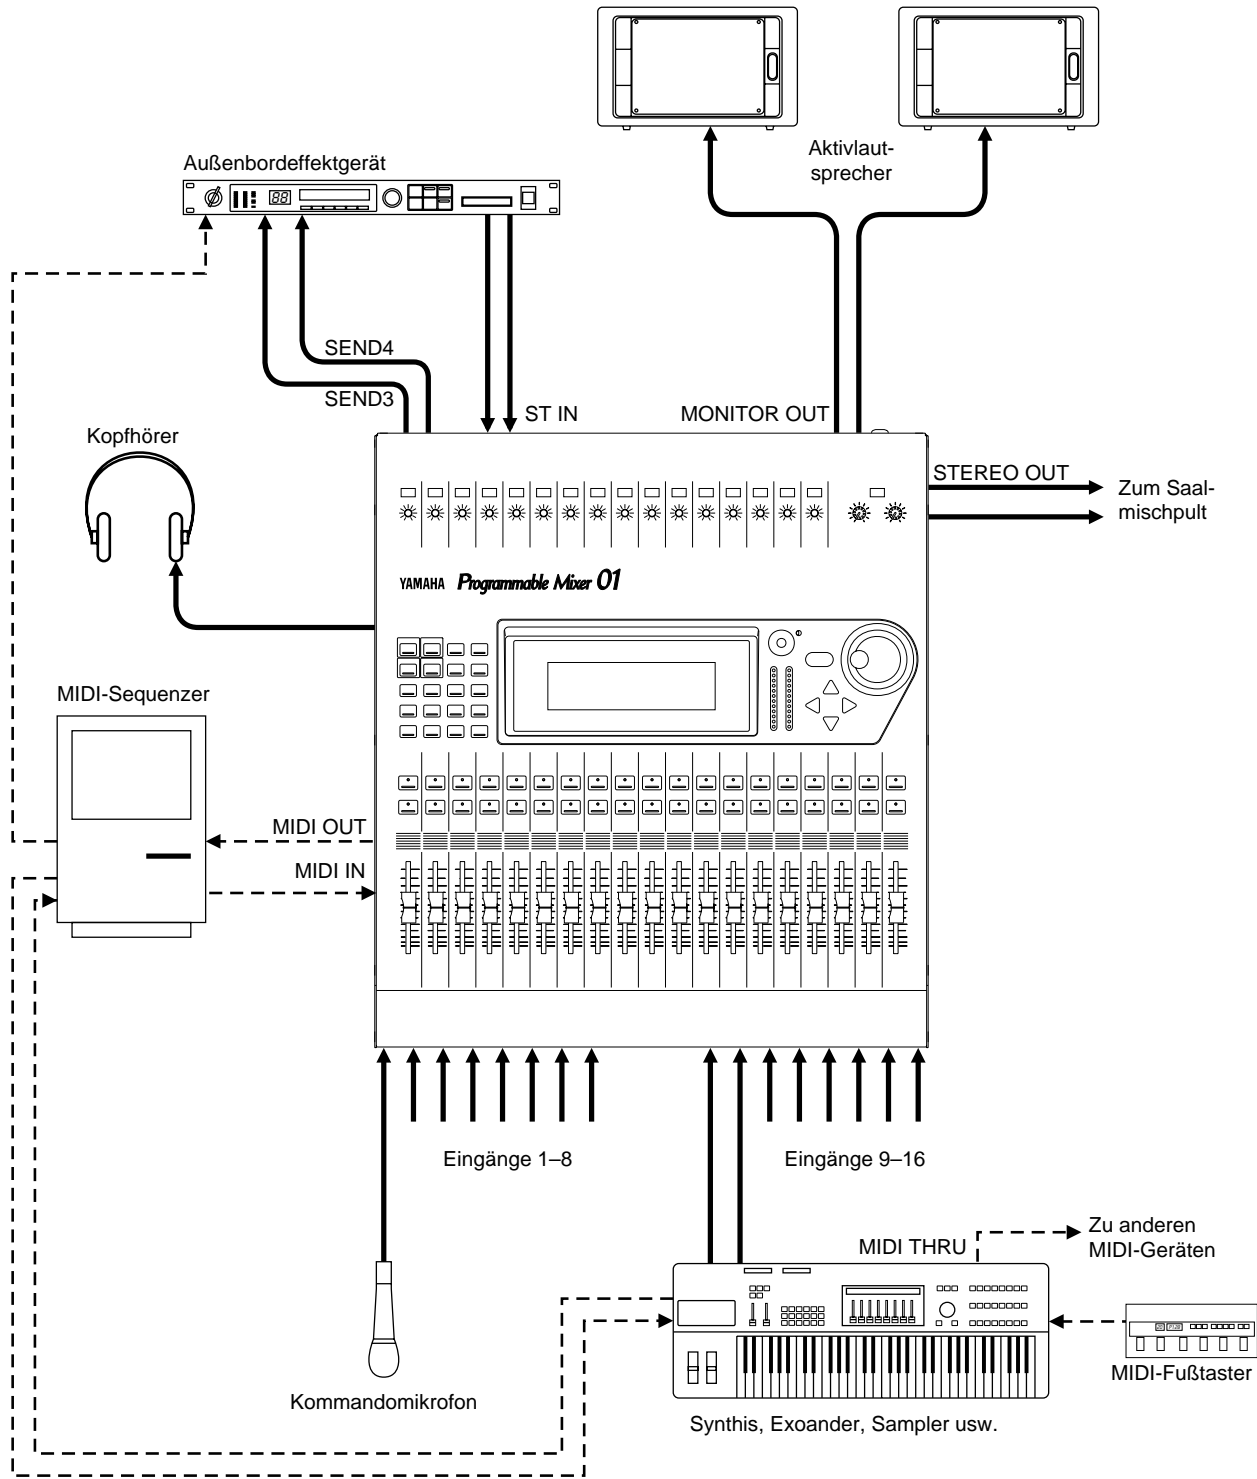 Aktivlaut-
sprecher
Außenbordeffektgerät
88
SEND4
SEND3
ST IN
MONITOR OUT
Kopfhörer
STEREO OUT
Zum Saal-
mischpult
YAMAHA Programmable Mixer 01
MIDI-Sequenzer
MIDI OUT
MIDI IN
Eingänge 1–8
Eingänge 9–16
Zu anderen
MIDI-Geräten
MIDI THRU
MIDI-Fußtaster
Kommandomikrofon
Synthis, Exoander, Sampler usw.